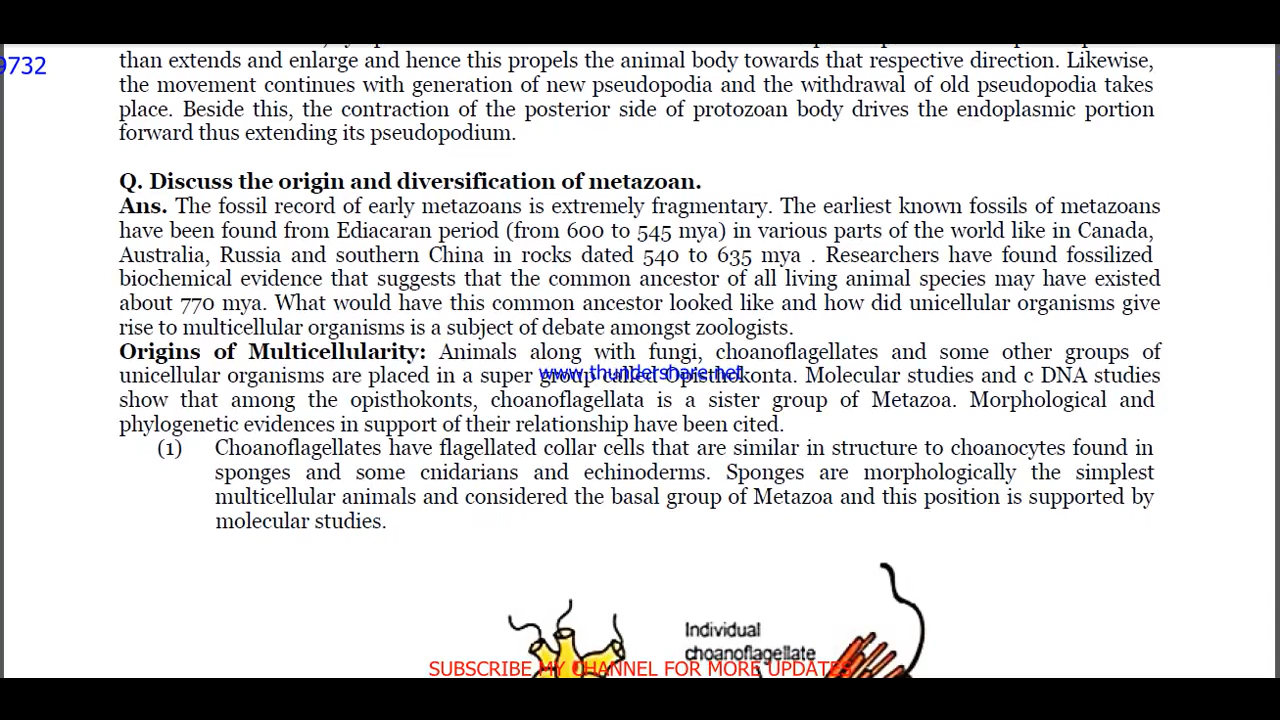 than extends and enlarge and hence this propels the animal body towards that respective direction. Likewise,
9732
the movement continues with generation of new pseudopodia and the withdrawal of old pseudopodia takes
place. Beside this, the contraction of the posterior side of protozoan body drives the endoplasmic portion
forward thus extending its pseudopodium.
Q. Discuss the origin and diversification of metazoan.
Ans. The fossil record of early metazoans is extremely fragmentary. The earliest known fossils of metazoans
have been found from Ediacaran period (from 600 to 545 mya) in various parts of the world like in Canada,
Australia, Russia and southern China in rocks dated 540 to 635 mya . Researchers have found fossilized
biochemical evidence that suggests that the common ancestor of all living animal species may have existed
about 770 mya. What would have this common ancestor looked like and how did unicellular organisms give
rise to multicellular organisms is a subject of debate amongst zoologists.
Origins of Multicellularity: Animals along with fungi, choanoflagellates and some other groups of
unicellular organisms are placed in a super group called Opisthokonta. Molecular studies and c DNA studies
www.thundershare.net
show that among the opisthokonts, choanoflagellata is a sister group of Metazoa. Morphological and
phylogenetic evidences in support of their relationship have been cited.
(1) Choanoflagellates have flagellated collar cells that are similar in structure to choanocytes found in
sponges and some cnidarians and echinoderms. Sponges are morphologically the simplest
multicellular animals and considered the basal group of Metazoa and this position is supported by
molecular studies.
Individual
choanoflagellate
SUBSCRIBE MY CHANNEL FOR MORE UPDATES